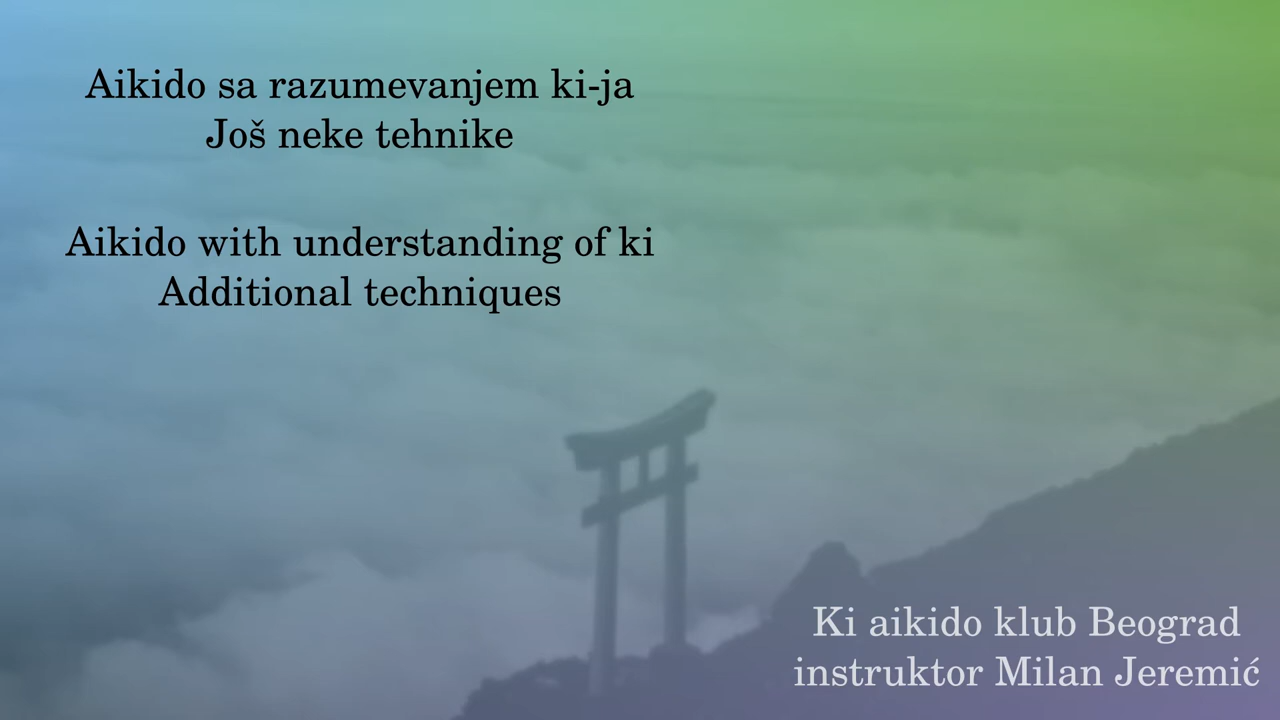 Aikido sa razumevanjem ki-ja
Još neke tehnike
Aikido with understanding of ki
Additional techniques
Ki aikido klub Beograd
instruktor Milan Jeremić